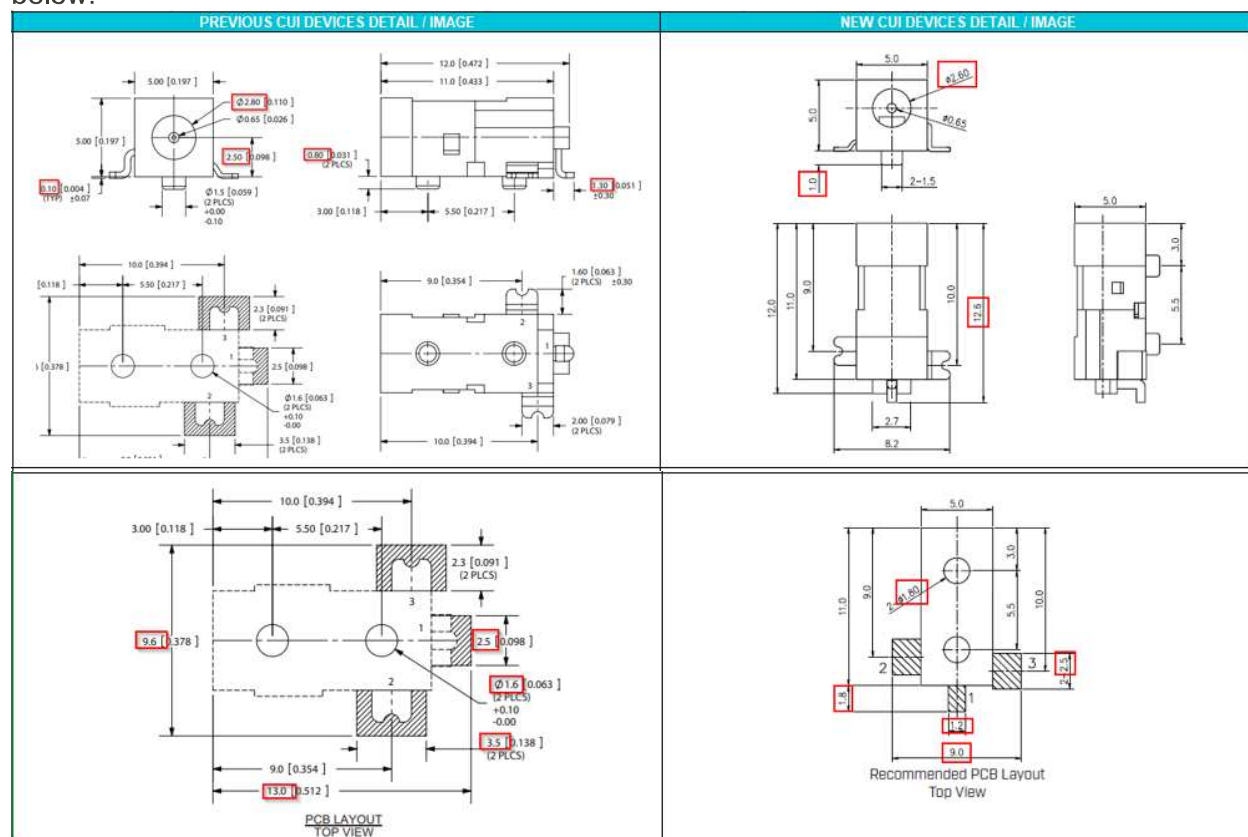 below:
PREVIOUS CUI DEVICES DETAIL / IMAGE
NEW CUI DEVICES DETAIL / IMAGE
5.00 [0.197]
Ø2.80 [0.110]
Ø0.65 [0.026]
5.00 [0.197]
2.50 [0.098]
0.10 [0.004]
(TYP) ±0.07
Ø1.5 [0.059]
(2 PLCS)
+0.00
-0.10
12.0 [0.472]
11.0 [0.433]
0.80 [0.031]
(2 PLCS)
1.30 [0.051]
±0.30
3.00 [0.118]
5.50 [0.217]
10.0 [0.394]
[0.118]
5.50 [0.217]
2.3 [0.091]
(2 PLCS)
3
1
[0.378]
2.5 [0.098]
Ø1.6 [0.063]
(2 PLCS)
+0.10
-0.00
2
3.5 [0.138]
(2 PLCS)
9.0 [0.354]
1.60 [0.063]
(2 PLCS) ±0.30
2
1
3
2.00 [0.079]
(2 PLCS)
10.0 [0.394]
5.0
ø2.60
5.0
ø0.65
1.0
2-1.5
12.0
11.0
9.0
10.0
12.5
2.7
8.2
5.0
3.0
5.5
10.0 [0.394]
3.00 [0.118]
5.50 [0.217]
2.3 [0.091]
(2 PLCS)
3
1
9.6 [0.378]
2.5 [0.098]
Ø1.6 [0.063]
(2 PLCS)
+0.10
-0.00
2
3.5 [0.138]
(2 PLCS)
9.0 [0.354]
13.0 [0.512]
PCB LAYOUT
TOP VIEW
5.0
11.0
9.0
2-ø1.80
3.0
5.5
10.0
2
3
2-2.5
1.8
1
1.2
9.0
Recommended PCB Layout
Top View